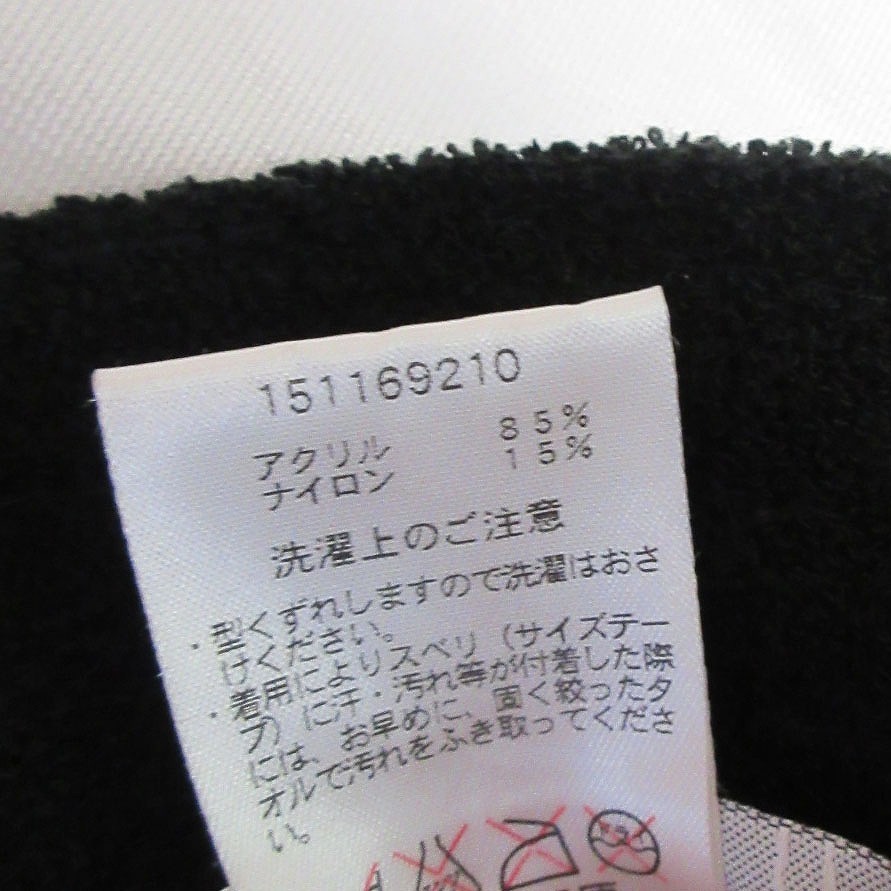 151169210
アクリル 85%
ナイロン 15%
洗濯上のご注意
・型くずれしますので洗濯はおさ
けください。
・着用によりスベリ（サイズテー
プ）に汗・汚れ等が付着した際
には、お早めに、固く絞ったタ
オルで汚れをふき取ってくださ
い。